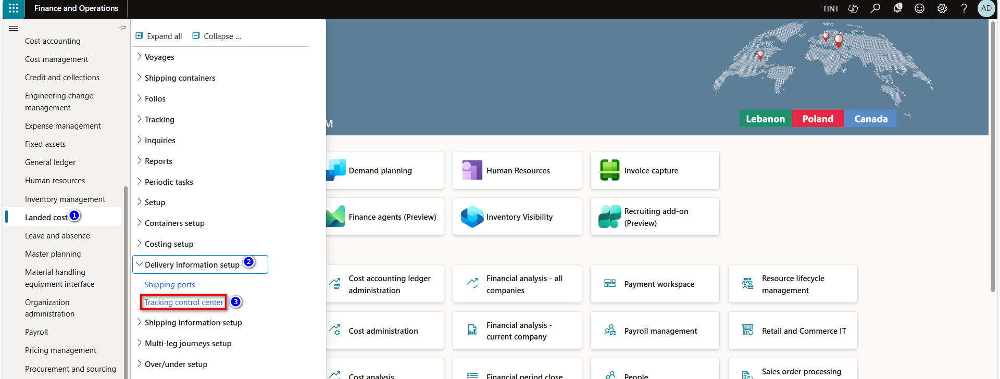 Finance and Operations
TINT
33
?
AD
Cost accounting
Cost management
Credit and collections
Engineering change
management
Expense management
Fixed assets
General ledger
Human resources
Inventory management
Landed cost 1
Leave and absence
Master planning
Material handling
equipment interface
Organization
administration
Payroll
Pricing management
Procurement and sourcing
Expand all
Collapse ...
Voyages
Shipping containers
Folios
Tracking
Inquiries
Reports
Periodic tasks
Setup
Containers setup
Costing setup
Delivery information setup 2
Shipping ports
Tracking control center 3
Shipping information setup
Multi-leg journeys setup
Over/under setup
M
Lebanon
Poland
Canada
Demand planning
Human Resources
Invoice capture
Finance agents (Preview)
Inventory Visibility
Recruiting add-on
(Preview)
Cost accounting ledger
administration
Financial analysis - all
companies
Payment workspace
Resource lifecycle
management
Cost administration
Financial analysis -
current company
Payroll management
Retail and Commerce IT
Cost analysis
Financial period close
People
Sales order processing